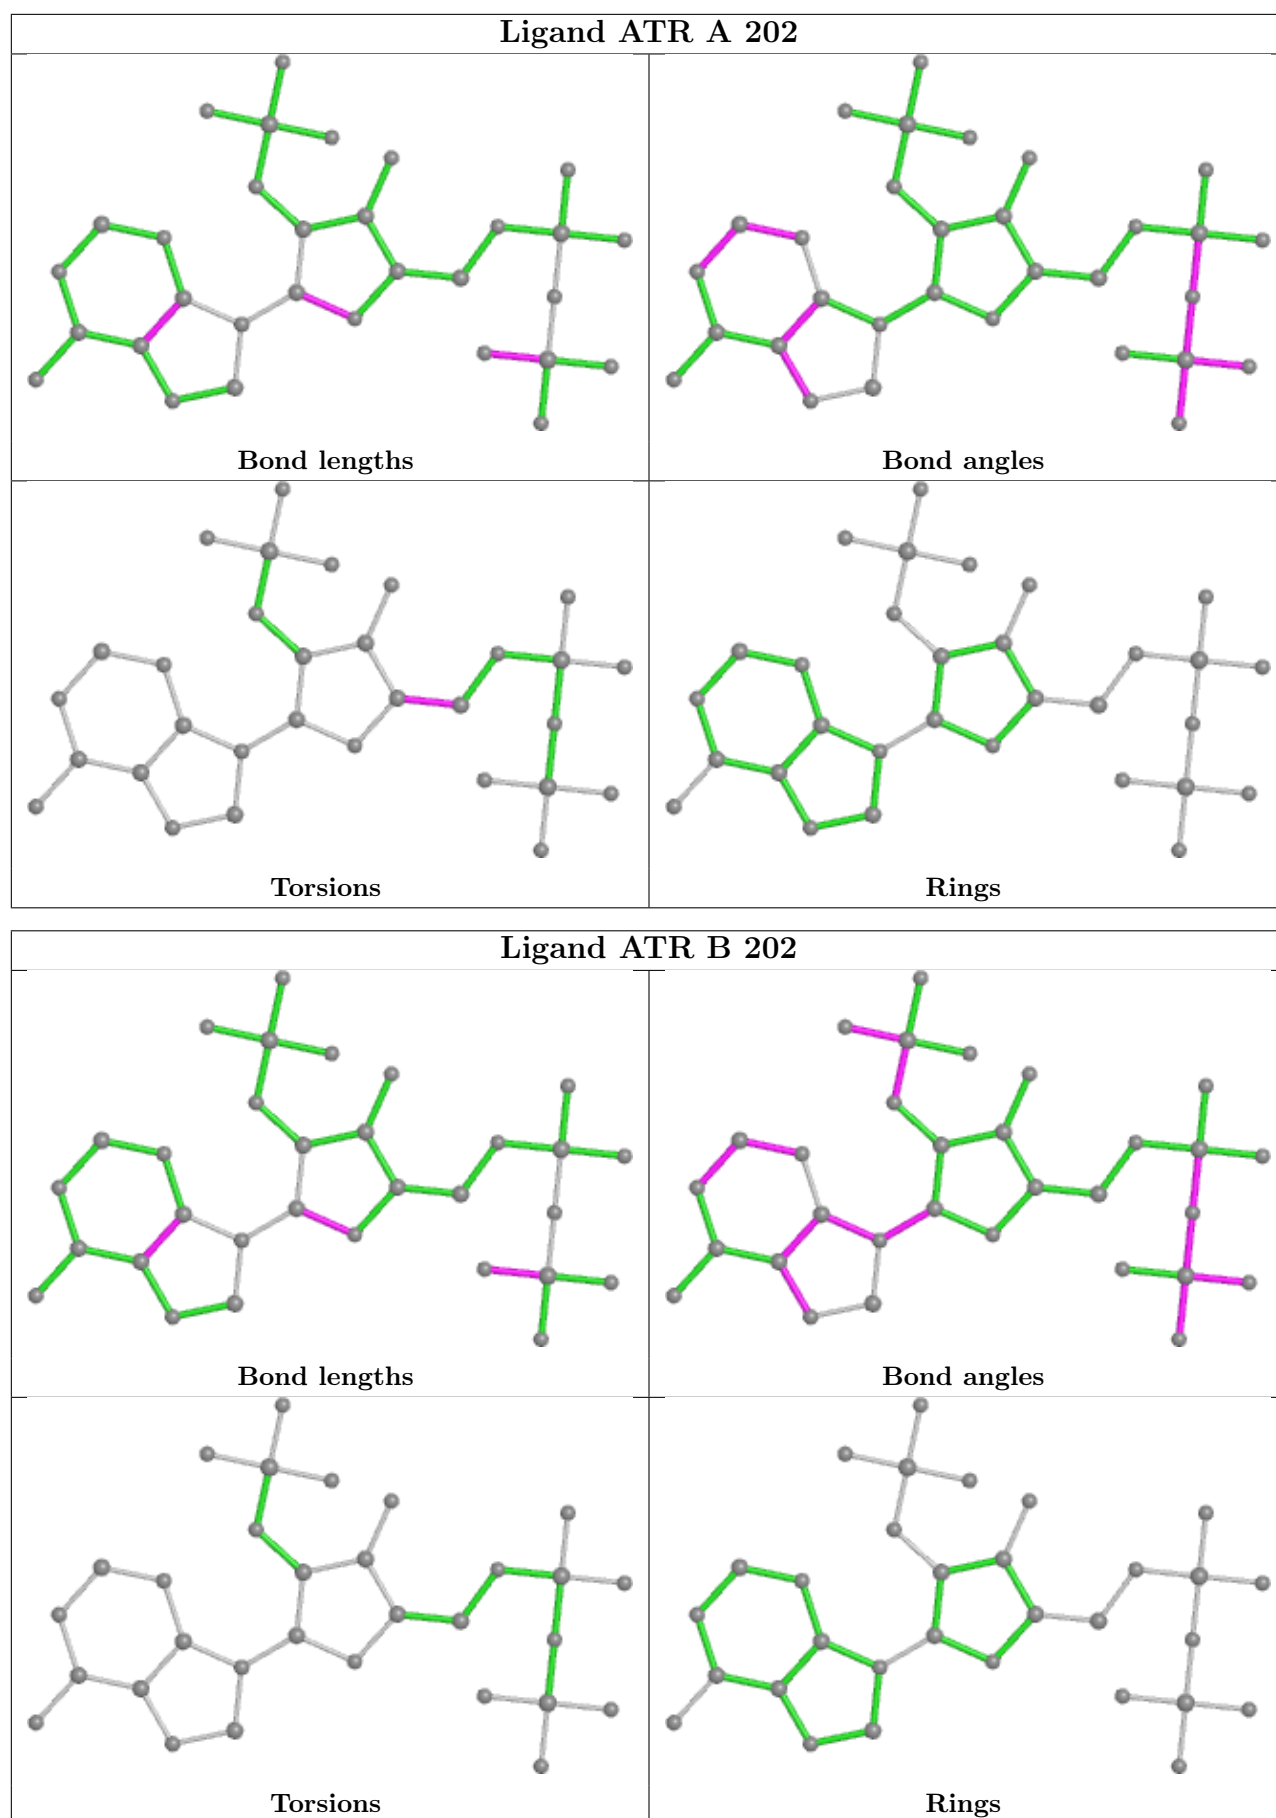 Ligand ATR A 202
Bond lengths
Bond angles
Torsions
Rings
Ligand ATR B 202
Bond lengths
Bond angles
Torsions
Rings